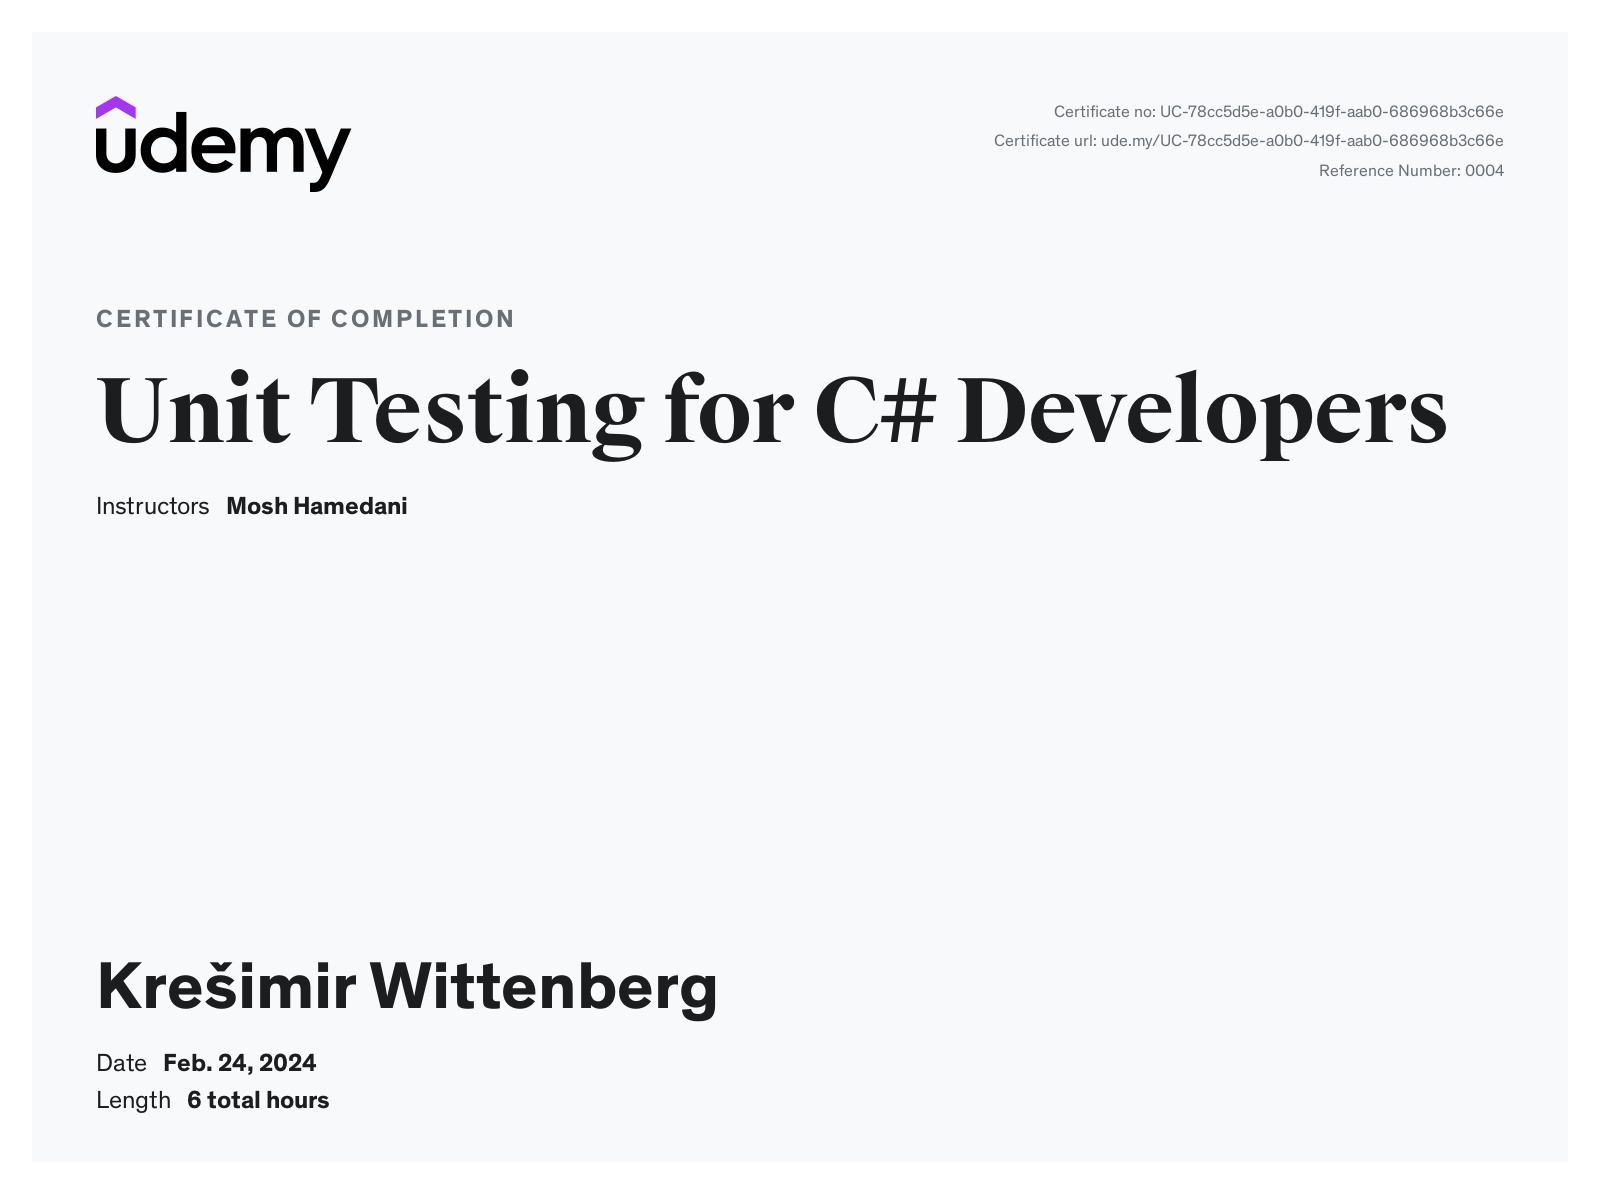 udemy
Certificate no: UC-78cc5d5e-a0b0-419f-aab0-686968b3c66e
Certificate url: ude.my/UC-78cc5d5e-a0b0-419f-aab0-686968b3c66e
Reference Number: 0004
CERTIFICATE OF COMPLETION
Unit Testing for C# Developers
Instructors Mosh Hamedani
Krešimir Wittenberg
Date Feb. 24, 2024
Length 6 total hours